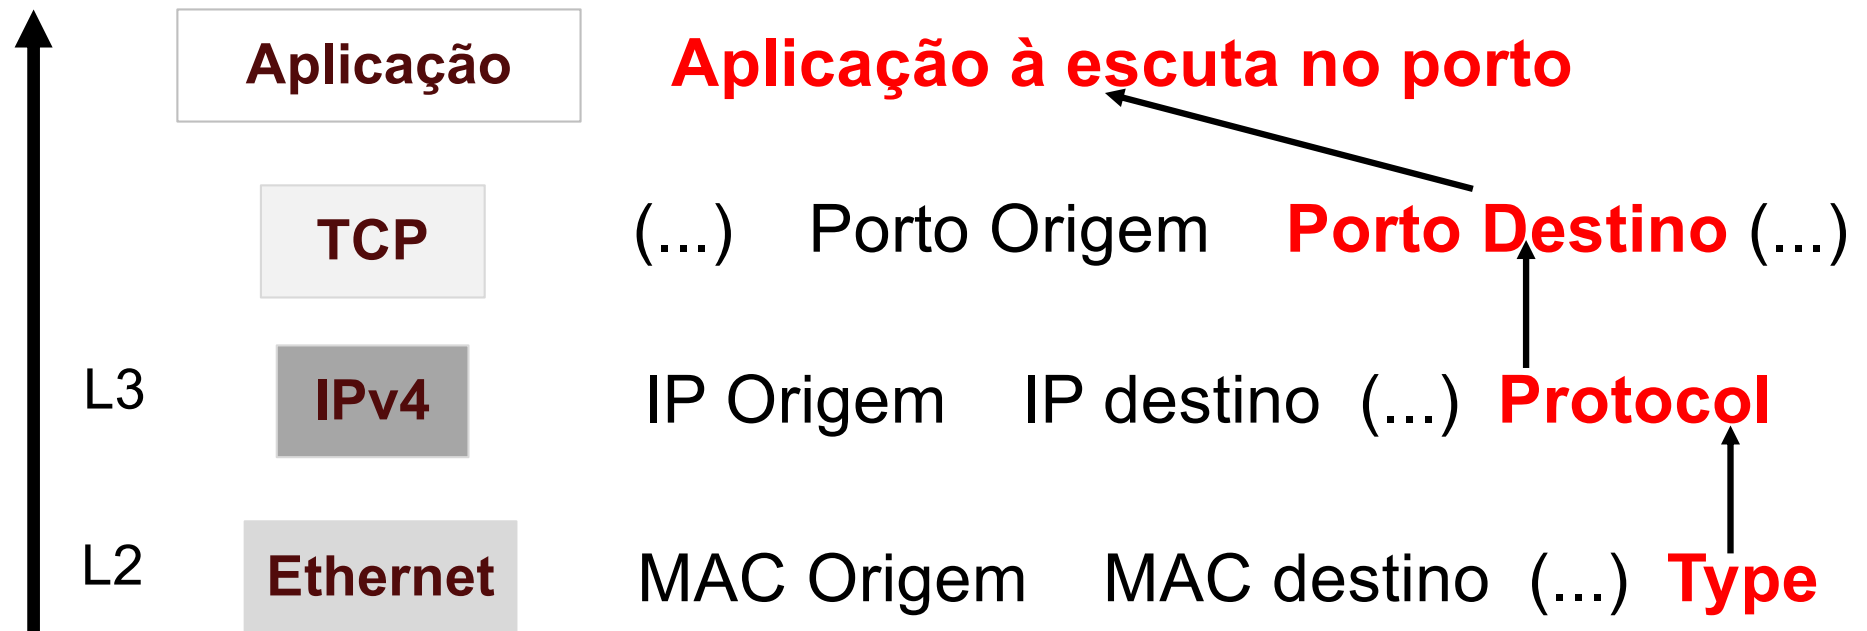 Aplicação Aplicação à escuta no porto
TCP (...) Porto Origem Porto Destino (...)
L3 IPv4 IP Origem IP destino (...) Protocol
L2 Ethernet MAC Origem MAC destino (...) Type